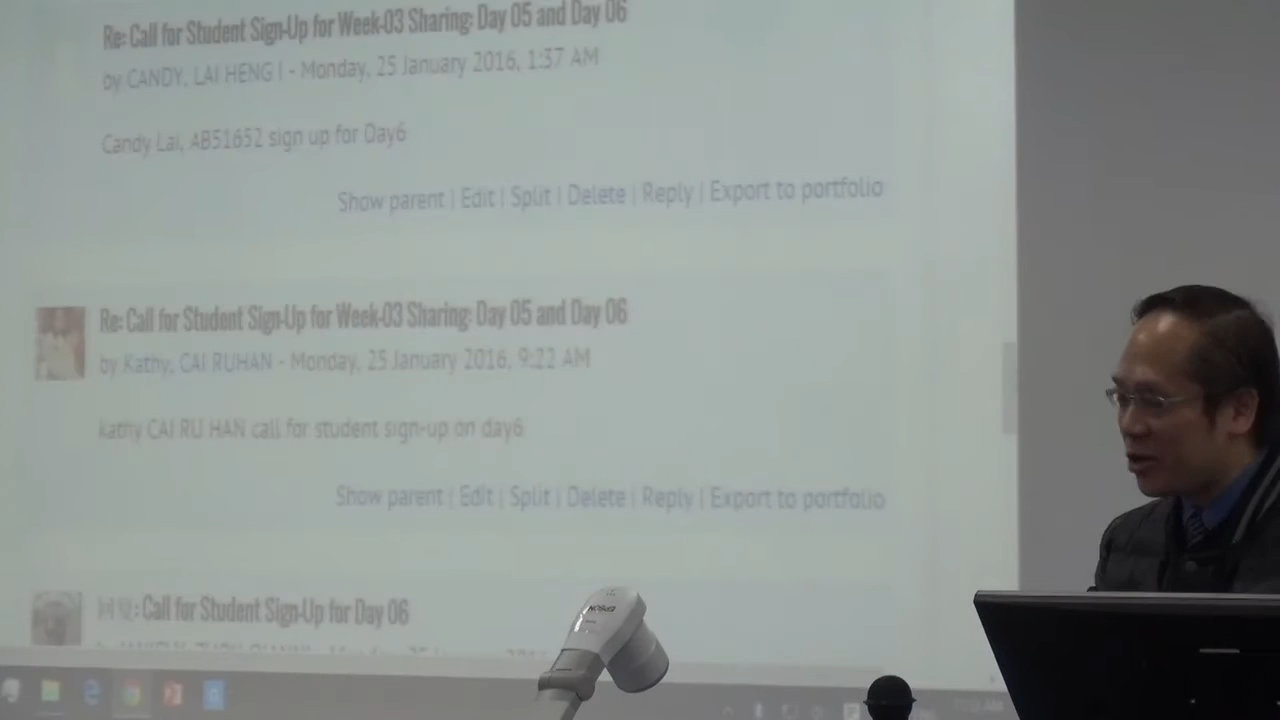 Re: Call for Student Sign-Up for Week-03 Sharing: Day 05 and Day 06
by CANDY, LAI HENG I - Monday, 25 January 2016, 1:37 AM
Candy Lai, AB51652 sign up for Day6
Show parent | Edit | Split | Delete | Reply | Export to portfolio
Re: Call for Student Sign-Up for Week-03 Sharing: Day 05 and Day 06
by Kathy, CAI RUHAN - Monday, 25 January 2016, 9:22 AM
kathy CAI RU HAN call for student sign-up on day6
Show parent | Edit | Split | Delete | Reply | Export to portfolio
回复: Call for Student Sign-Up for Day 06
EPSON